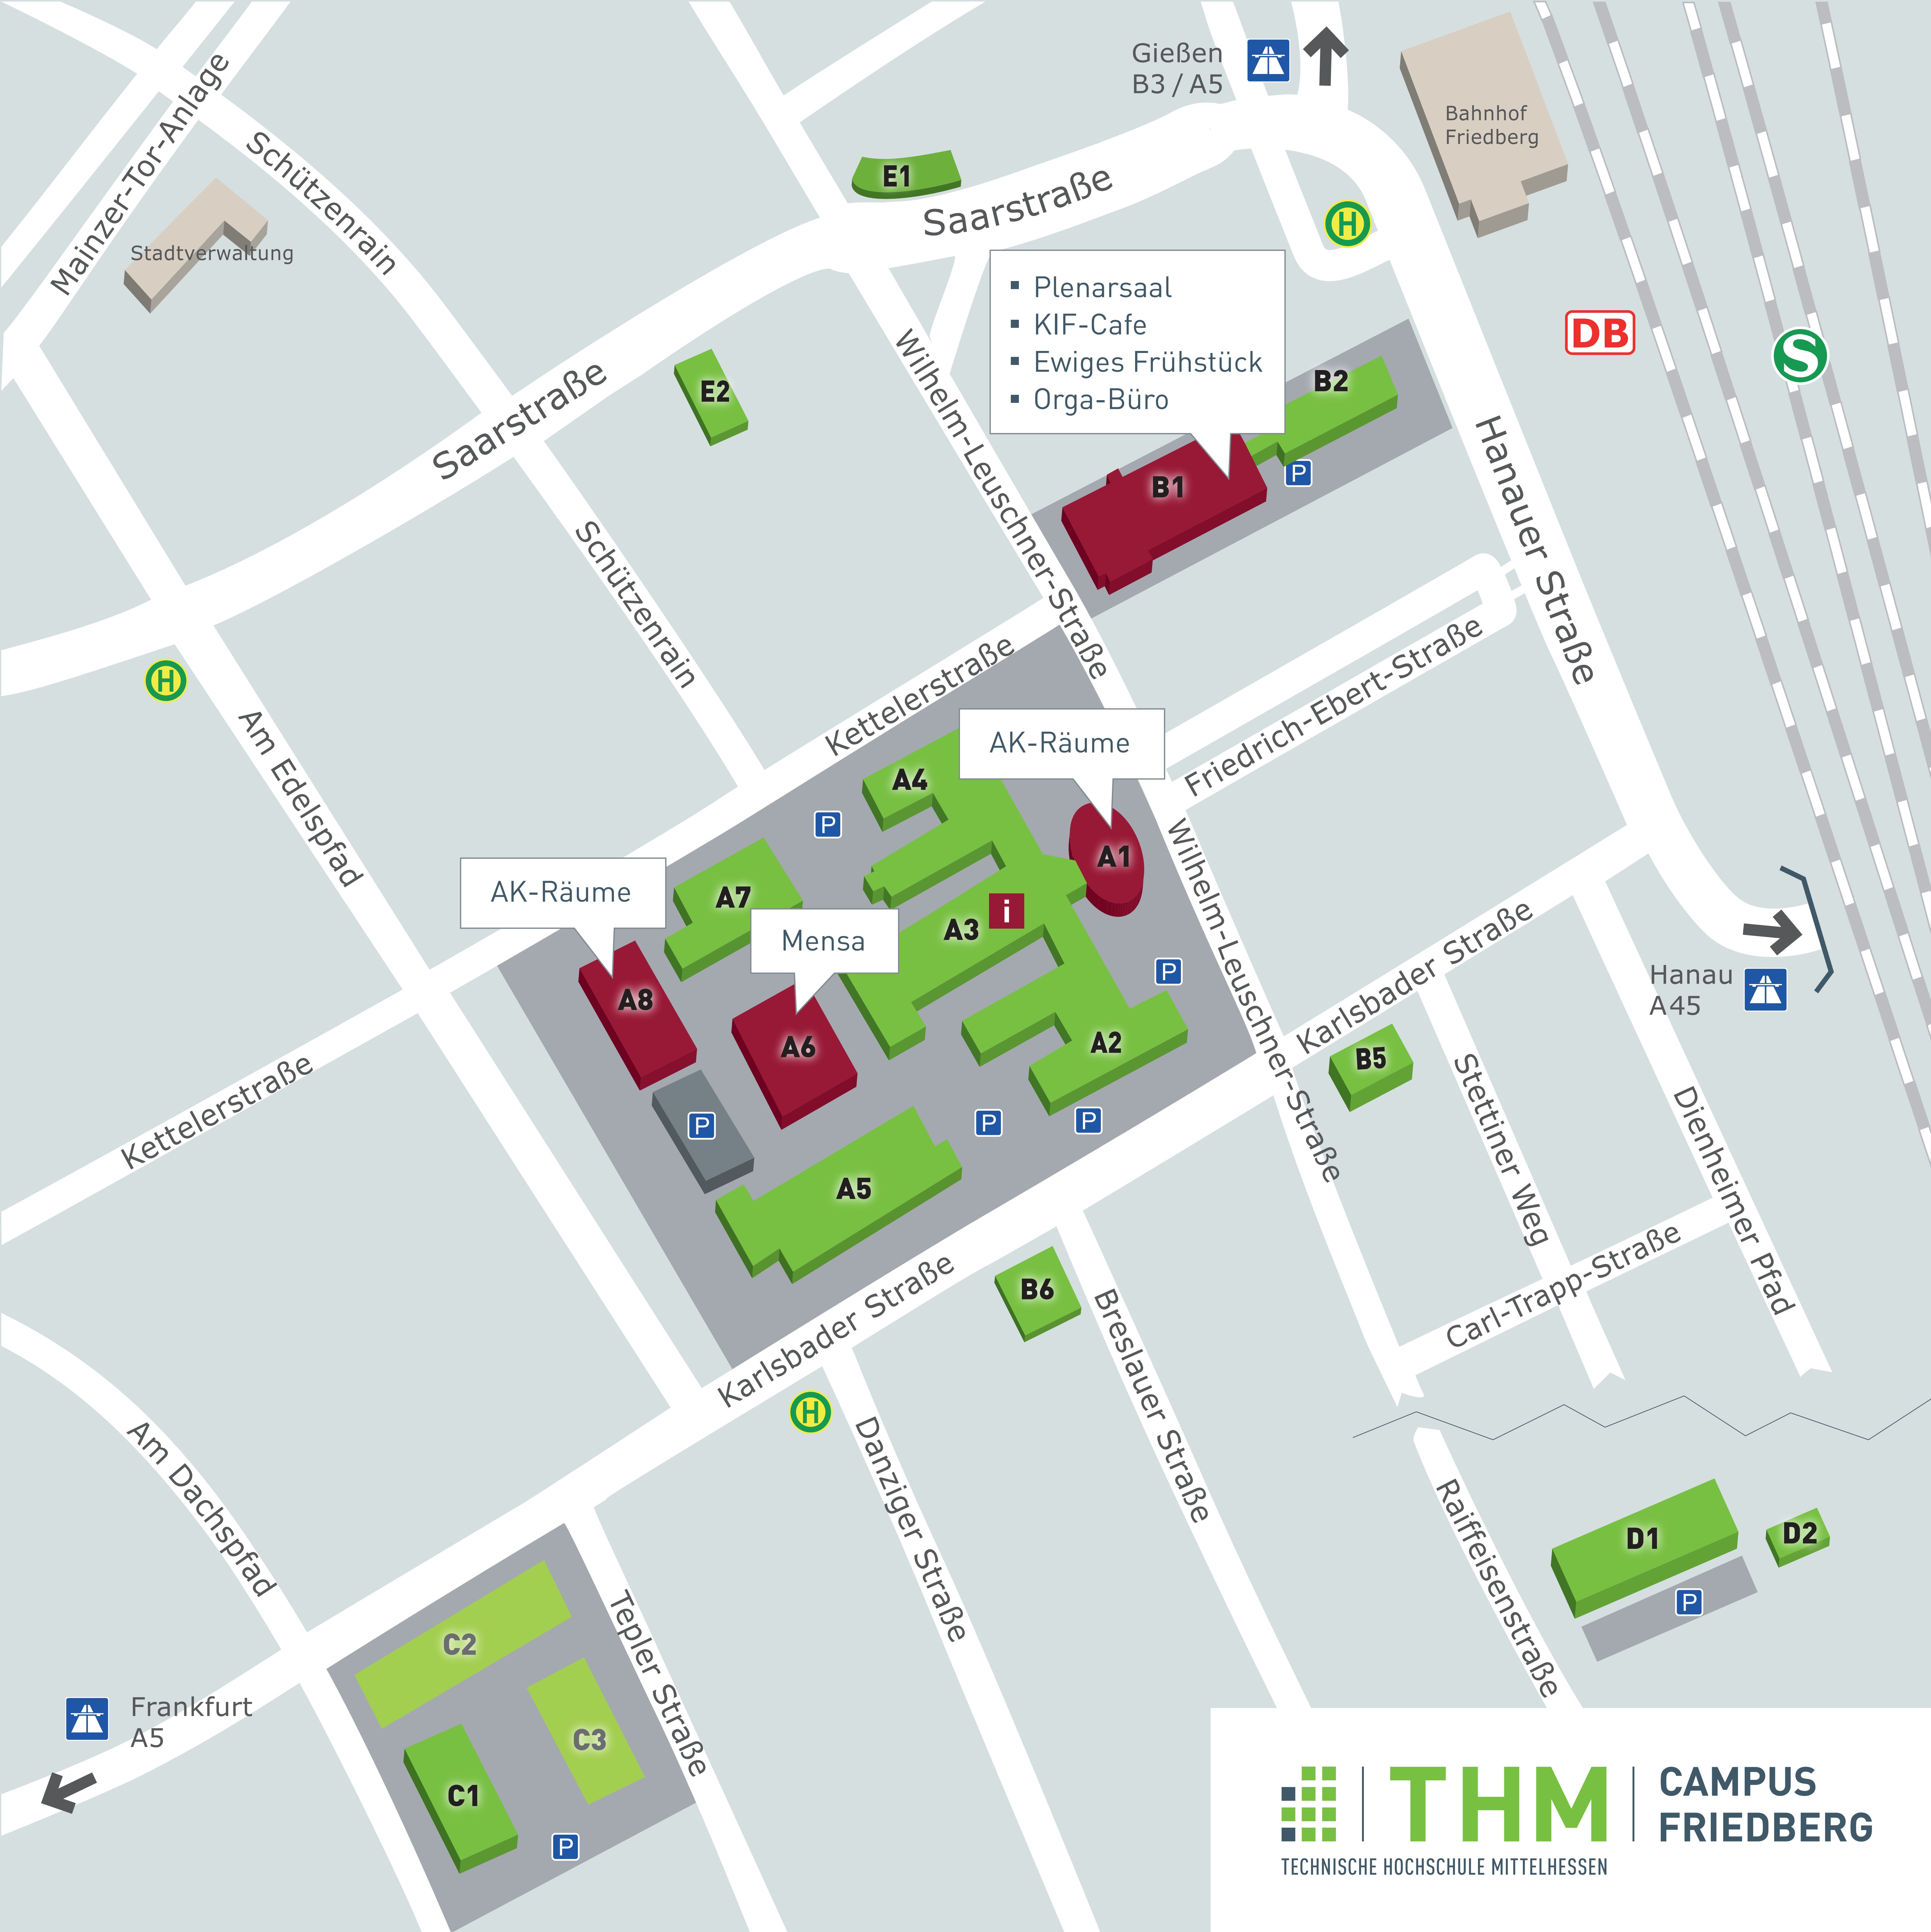 Gießen
B3 / A5
Bahnhof
Friedberg
Mainzer-Tor-Anlage
Schützenrain
Stadtverwaltung
E1
Saarstraße
H
Plenarsaal
KIF-Cafe
Ewiges Frühstück
Orga-Büro
DB
S
E2
Saarstraße
Wilhelm-Leuschner-Straße
B2
P
B1
Hanauer Straße
Schützenrain
H
Am Edelspfad
Kettelerstraße
Friedrich-Ebert-Straße
AK-Räume
A4
P
A1
AK-Räume
A7
Mensa
A3
i
A8
A6
P
A2
Wilhelm-Leuschner-Straße
Karlsbader Straße
Hanau
A45
B5
Stettiner Weg
Dienheimer Pfad
Kettelerstraße
P
P
P
A5
Carl-Trapp-Straße
Karlsbader Straße
B6
Breslauer Straße
H
Danziger Straße
Am Dachspfad
Raiffeisenstraße
D1
D2
P
C2
C3
C1
P
Tepler Straße
Frankfurt
A5
THM
CAMPUS
FRIEDBERG
TECHNISCHE HOCHSCHULE MITTELHESSEN